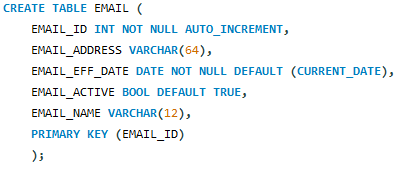 CREATE TABLE EMAIL (
EMAIL_ID INT NOT NULL AUTO_INCREMENT,
EMAIL_ADDRESS VARCHAR(64),
EMAIL_EFF_DATE DATE NOT NULL DEFAULT (CURRENT_DATE),
EMAIL_ACTIVE BOOL DEFAULT TRUE,
EMAIL_NAME VARCHAR(12),
PRIMARY KEY (EMAIL_ID)
);